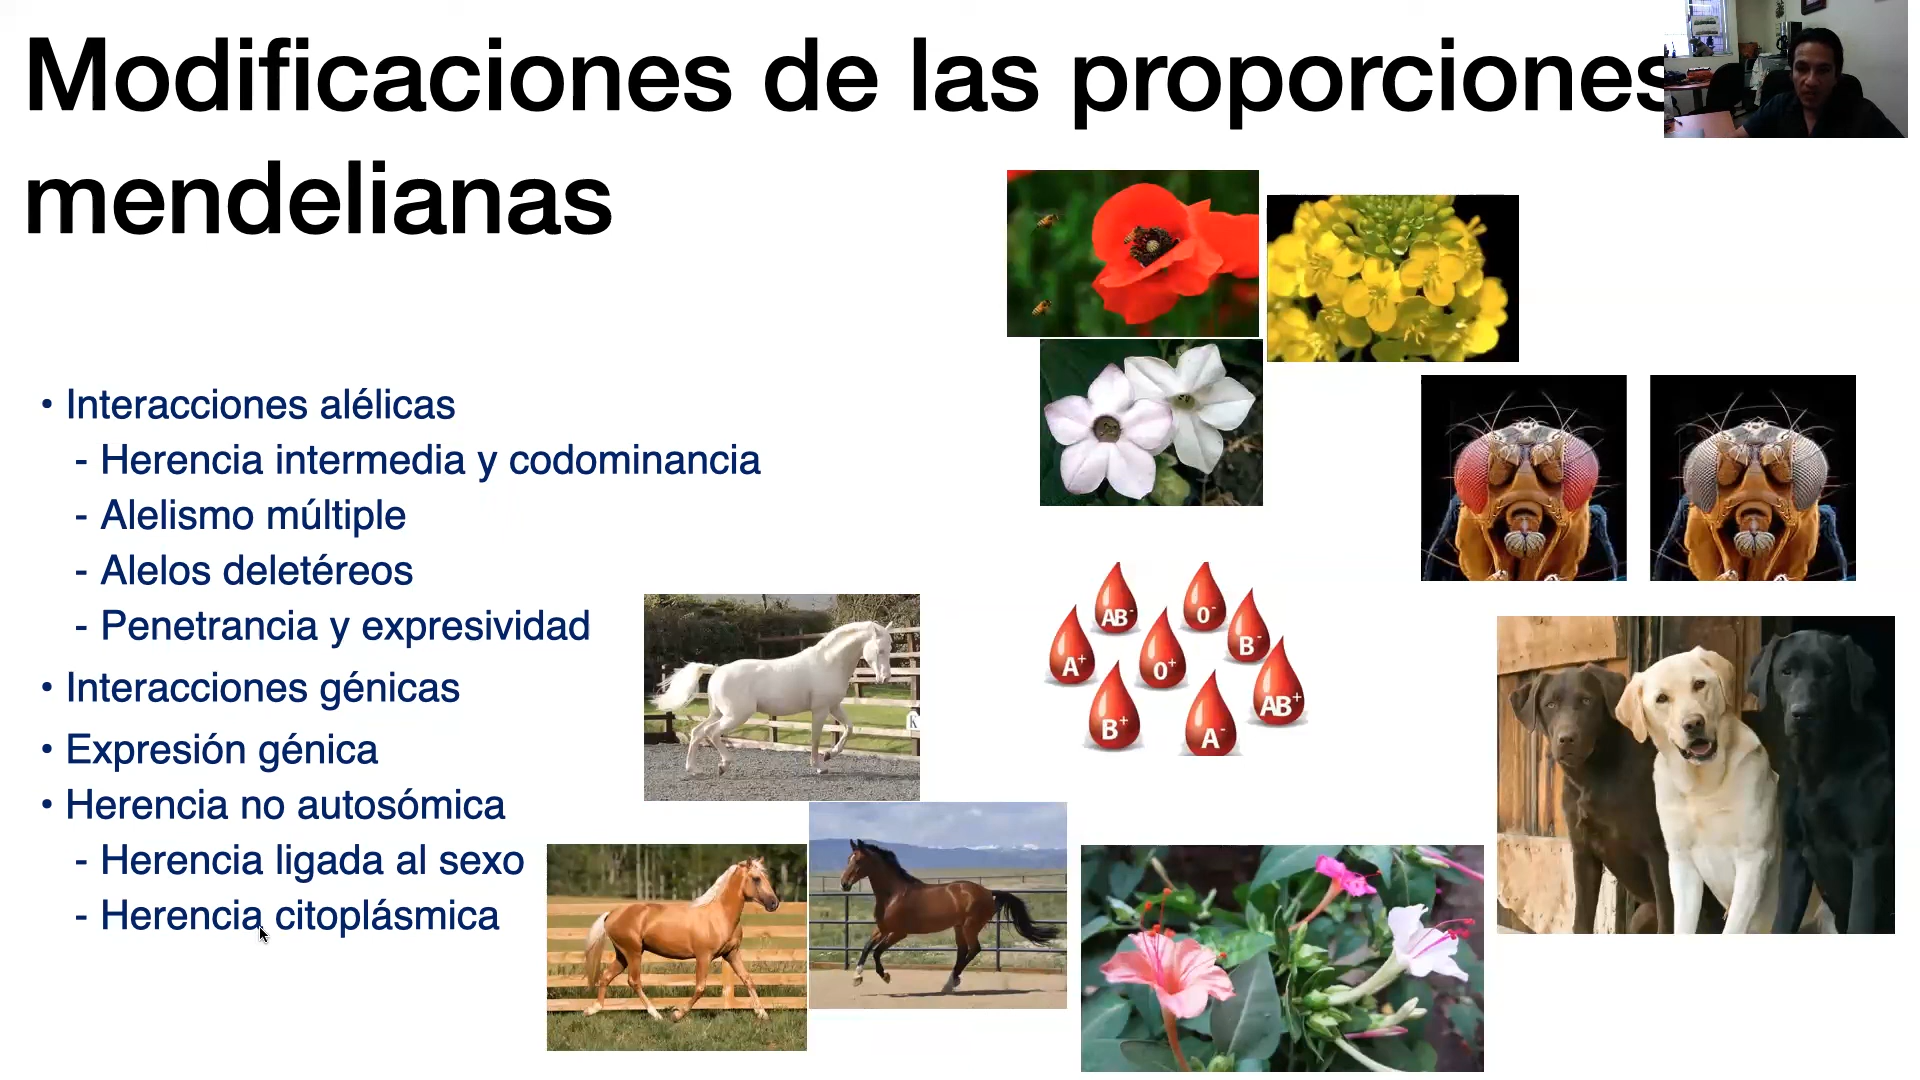 Modificaciones de las proporciones
mendelianas
• Interacciones alélicas
- Herencia intermedia y codominancia
- Alelismo múltiple
- Alelos deletéreos
- Penetrancia y expresividad
• Interacciones génicas
• Expresión génica
• Herencia no autosómica
- Herencia ligada al sexo
- Herencia citoplásmica
AB-
O-
B-
A+
O+
AB+
B+
A-
K